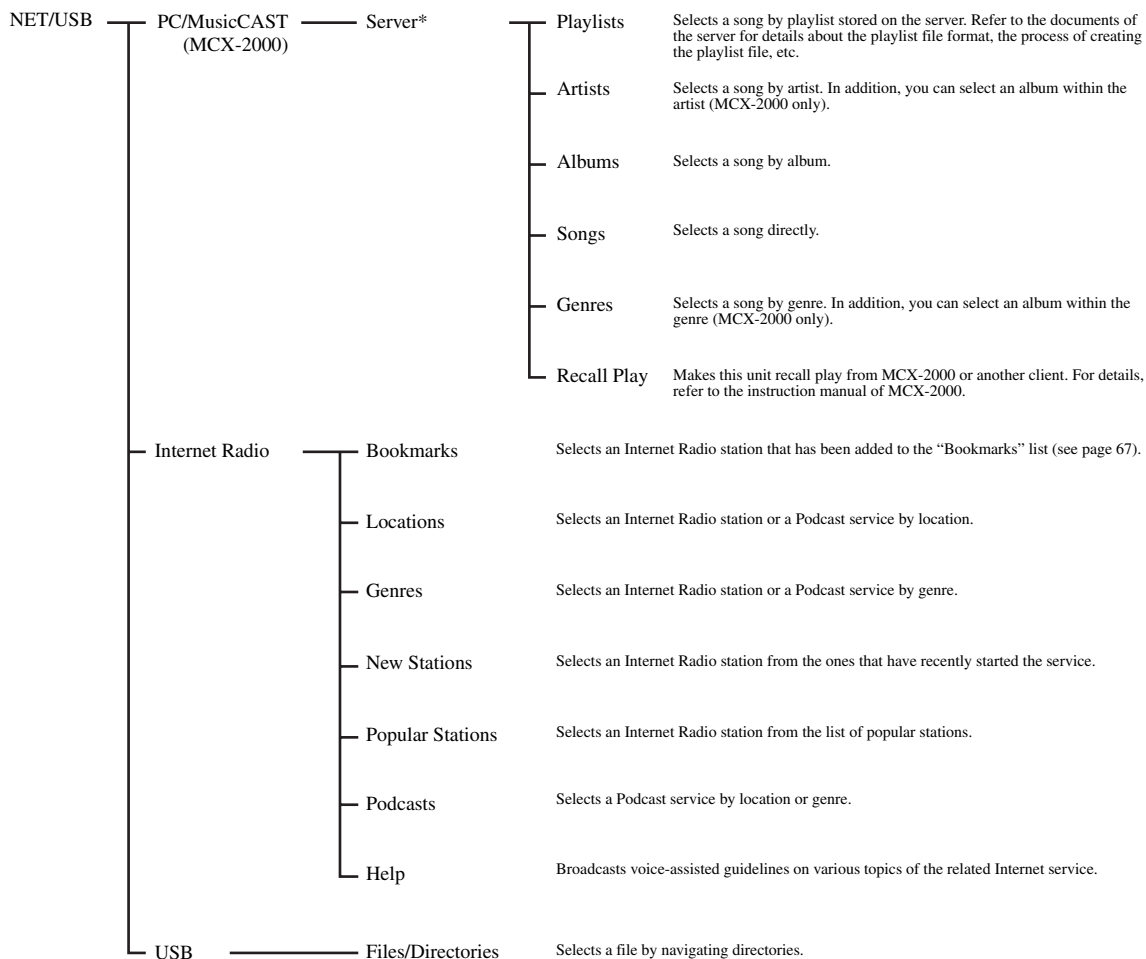 NET/USB
PC/MusicCAST
(MCX-2000)
Server*
Playlists
Selects a song by playlist stored on the server. Refer to the documents of
the server for details about the playlist file format, the process of creating
the playlist file, etc.
Artists
Selects a song by artist. In addition, you can select an album within the
artist (MCX-2000 only).
Albums
Selects a song by album.
Songs
Selects a song directly.
Genres
Selects a song by genre. In addition, you can select an album within the
genre (MCX-2000 only).
Recall Play
Makes this unit recall play from MCX-2000 or another client. For details,
refer to the instruction manual of MCX-2000.
Internet Radio
Bookmarks
Selects an Internet Radio station that has been added to the “Bookmarks” list (see page 67).
Locations
Selects an Internet Radio station or a Podcast service by location.
Genres
Selects an Internet Radio station or a Podcast service by genre.
New Stations
Selects an Internet Radio station from the ones that have recently started the service.
Popular Stations
Selects an Internet Radio station from the list of popular stations.
Podcasts
Selects a Podcast service by location or genre.
Help
Broadcasts voice-assisted guidelines on various topics of the related Internet service.
USB
Files/Directories
Selects a file by navigating directories.